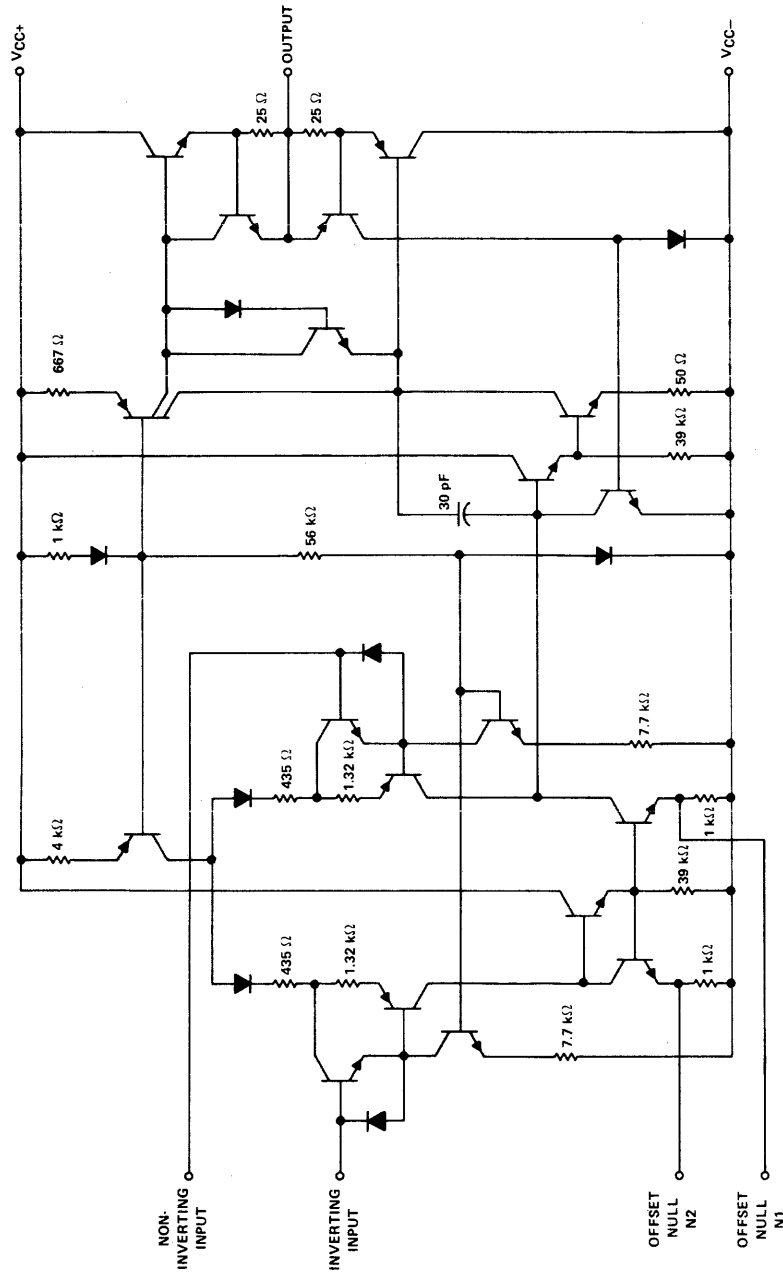 VCC+
667 Ω
1 kΩ
4 kΩ
25 Ω
OUTPUT
25 Ω
NON-
INVERTING
INPUT
435 Ω
435 Ω
1.32 kΩ
1.32 kΩ
56 kΩ
INVERTING
INPUT
30 pF
7.7 kΩ
7.7 kΩ
39 kΩ
50 Ω
1 kΩ
39 kΩ
1 kΩ
OFFSET
NULL
N2
VCC−
OFFSET
NULL
N1